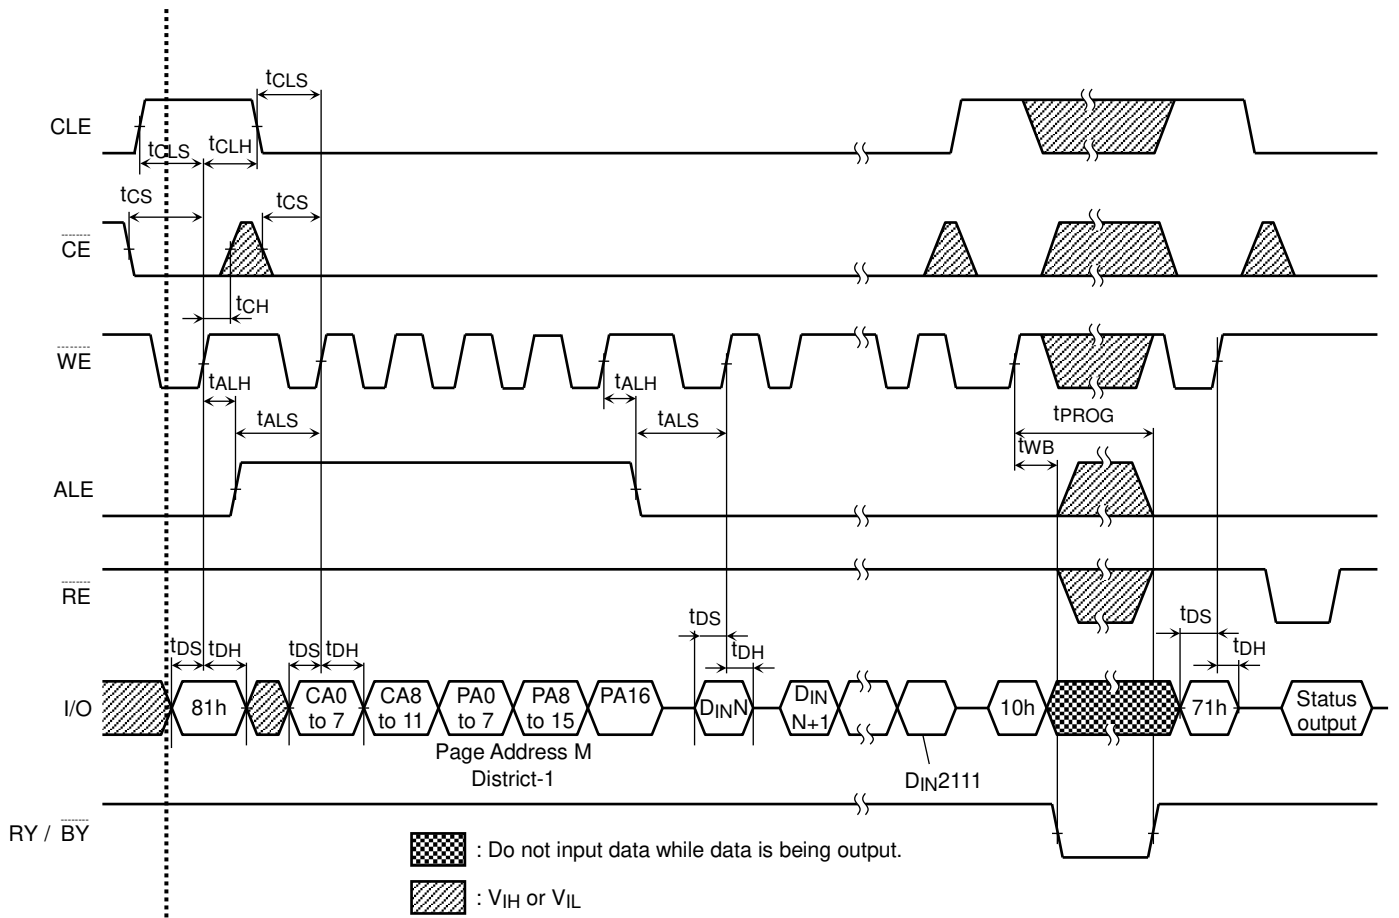 tCLS
CLE
tCLS tCLH
tCS tCS
CE
tCH
WE
tALH tALH
tALS tALS tPROG
tWB
ALE
RE
tDS tDS
tDS tDH tDS tDH tDH tDH
I/O 81h CA0 to 7 CA8 to 11 PA0 to 7 PA8 to 15 PA16 DINN DIN N+1 10h 71h Status output
Page Address M
District-1
DIN2111
RY / BY
: Do not input data while data is being output.
: VIH or VIL